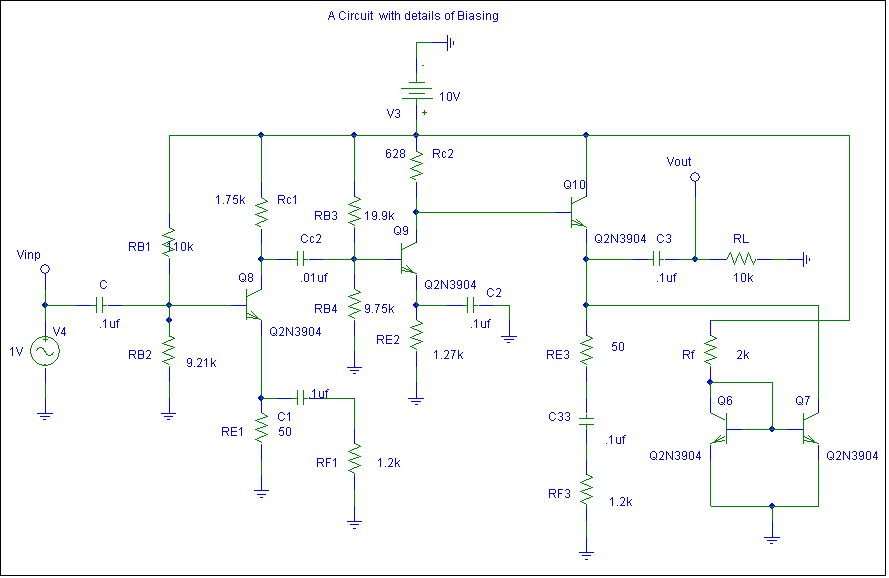 A Circuit with details of Biasing
-
10V
V3
+
628 Rc2
Vout
1.75k Rc1
Q10
RB3 19.9k
Q9
RB1 110k
Cc2
Q2N3904 C3 RL
Vinp
.01uf
.1uf 10k
Q8
C
Q2N3904 C2
RB4 9.75k
.1uf
V4
+
.1uf
Q2N3904
RE2
1V
RB2 9.21k
1.27k
RE3 50
Rf 2k
.1uf
Q6 Q7
C1
C33
RE1 50
.1uf
RF1 1.2k
Q2N3904 Q2N3904
RF3 1.2k